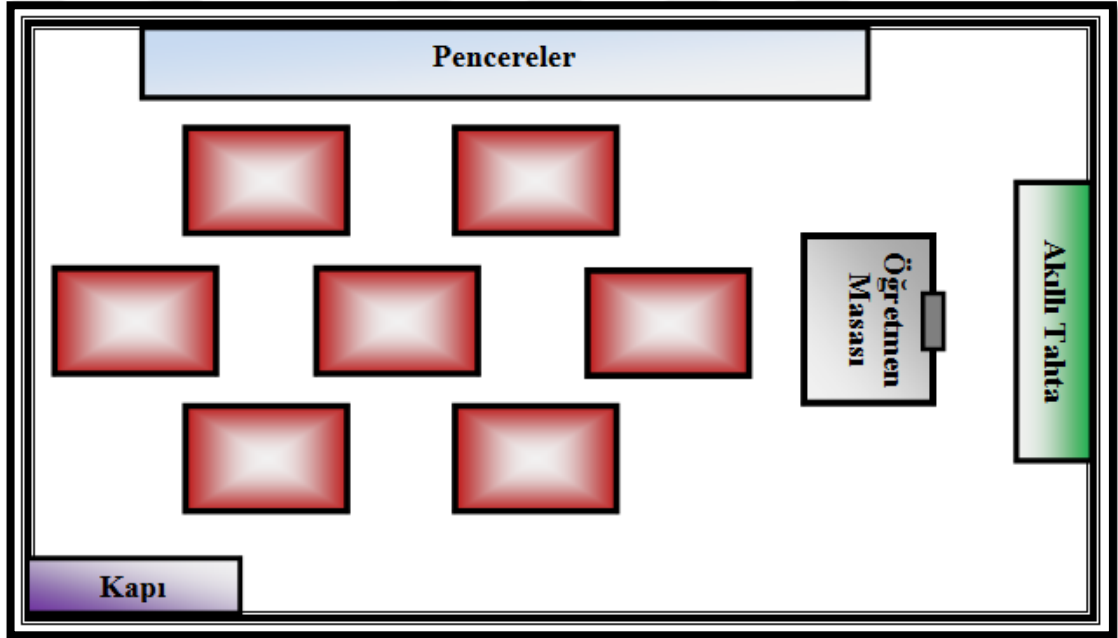 Pencereler
Öğretmen
Masası
Akıllı Tahta
Kapı